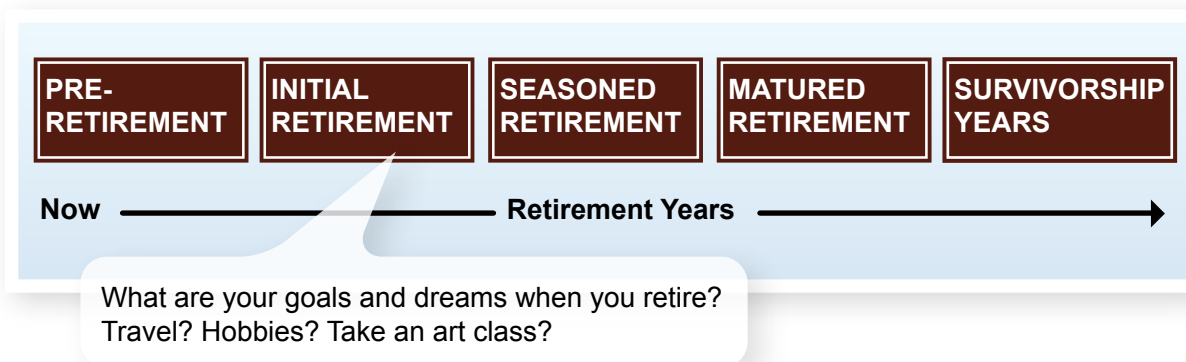 PRE-
RETIREMENT
INITIAL
RETIREMENT
SEASONED
RETIREMENT
MATURED
RETIREMENT
SURVIVORSHIP
YEARS
Now
Retirement Years
What are your goals and dreams when you retire?
Travel? Hobbies? Take an art class?